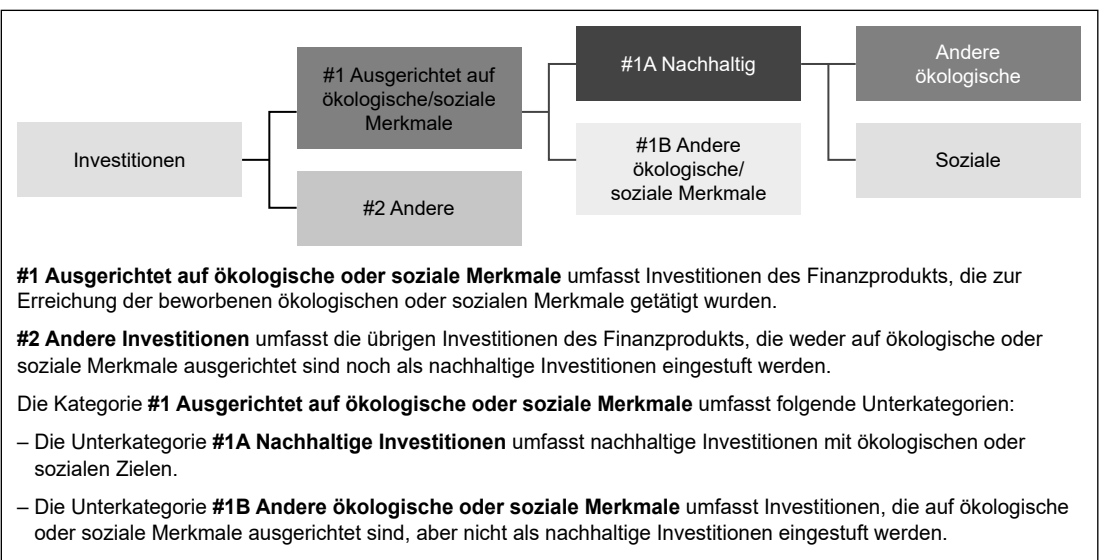 Investitionen
#1 Ausgerichtet auf
ökologische/soziale
Merkmale
#2 Andere
#1A Nachhaltig
#1B Andere
ökologische/
soziale Merkmale
Andere
ökologische
Soziale
#1 Ausgerichtet auf ökologische oder soziale Merkmale umfasst Investitionen des Finanzprodukts, die zur
Erreichung der beworbenen ökologischen oder sozialen Merkmale getätigt wurden.
#2 Andere Investitionen umfasst die übrigen Investitionen des Finanzprodukts, die weder auf ökologische oder
soziale Merkmale ausgerichtet sind noch als nachhaltige Investitionen eingestuft werden.
Die Kategorie #1 Ausgerichtet auf ökologische oder soziale Merkmale umfasst folgende Unterkategorien:
– Die Unterkategorie #1A Nachhaltige Investitionen umfasst nachhaltige Investitionen mit ökologischen oder
sozialen Zielen.
– Die Unterkategorie #1B Andere ökologische oder soziale Merkmale umfasst Investitionen, die auf ökologische
oder soziale Merkmale ausgerichtet sind, aber nicht als nachhaltige Investitionen eingestuft werden.